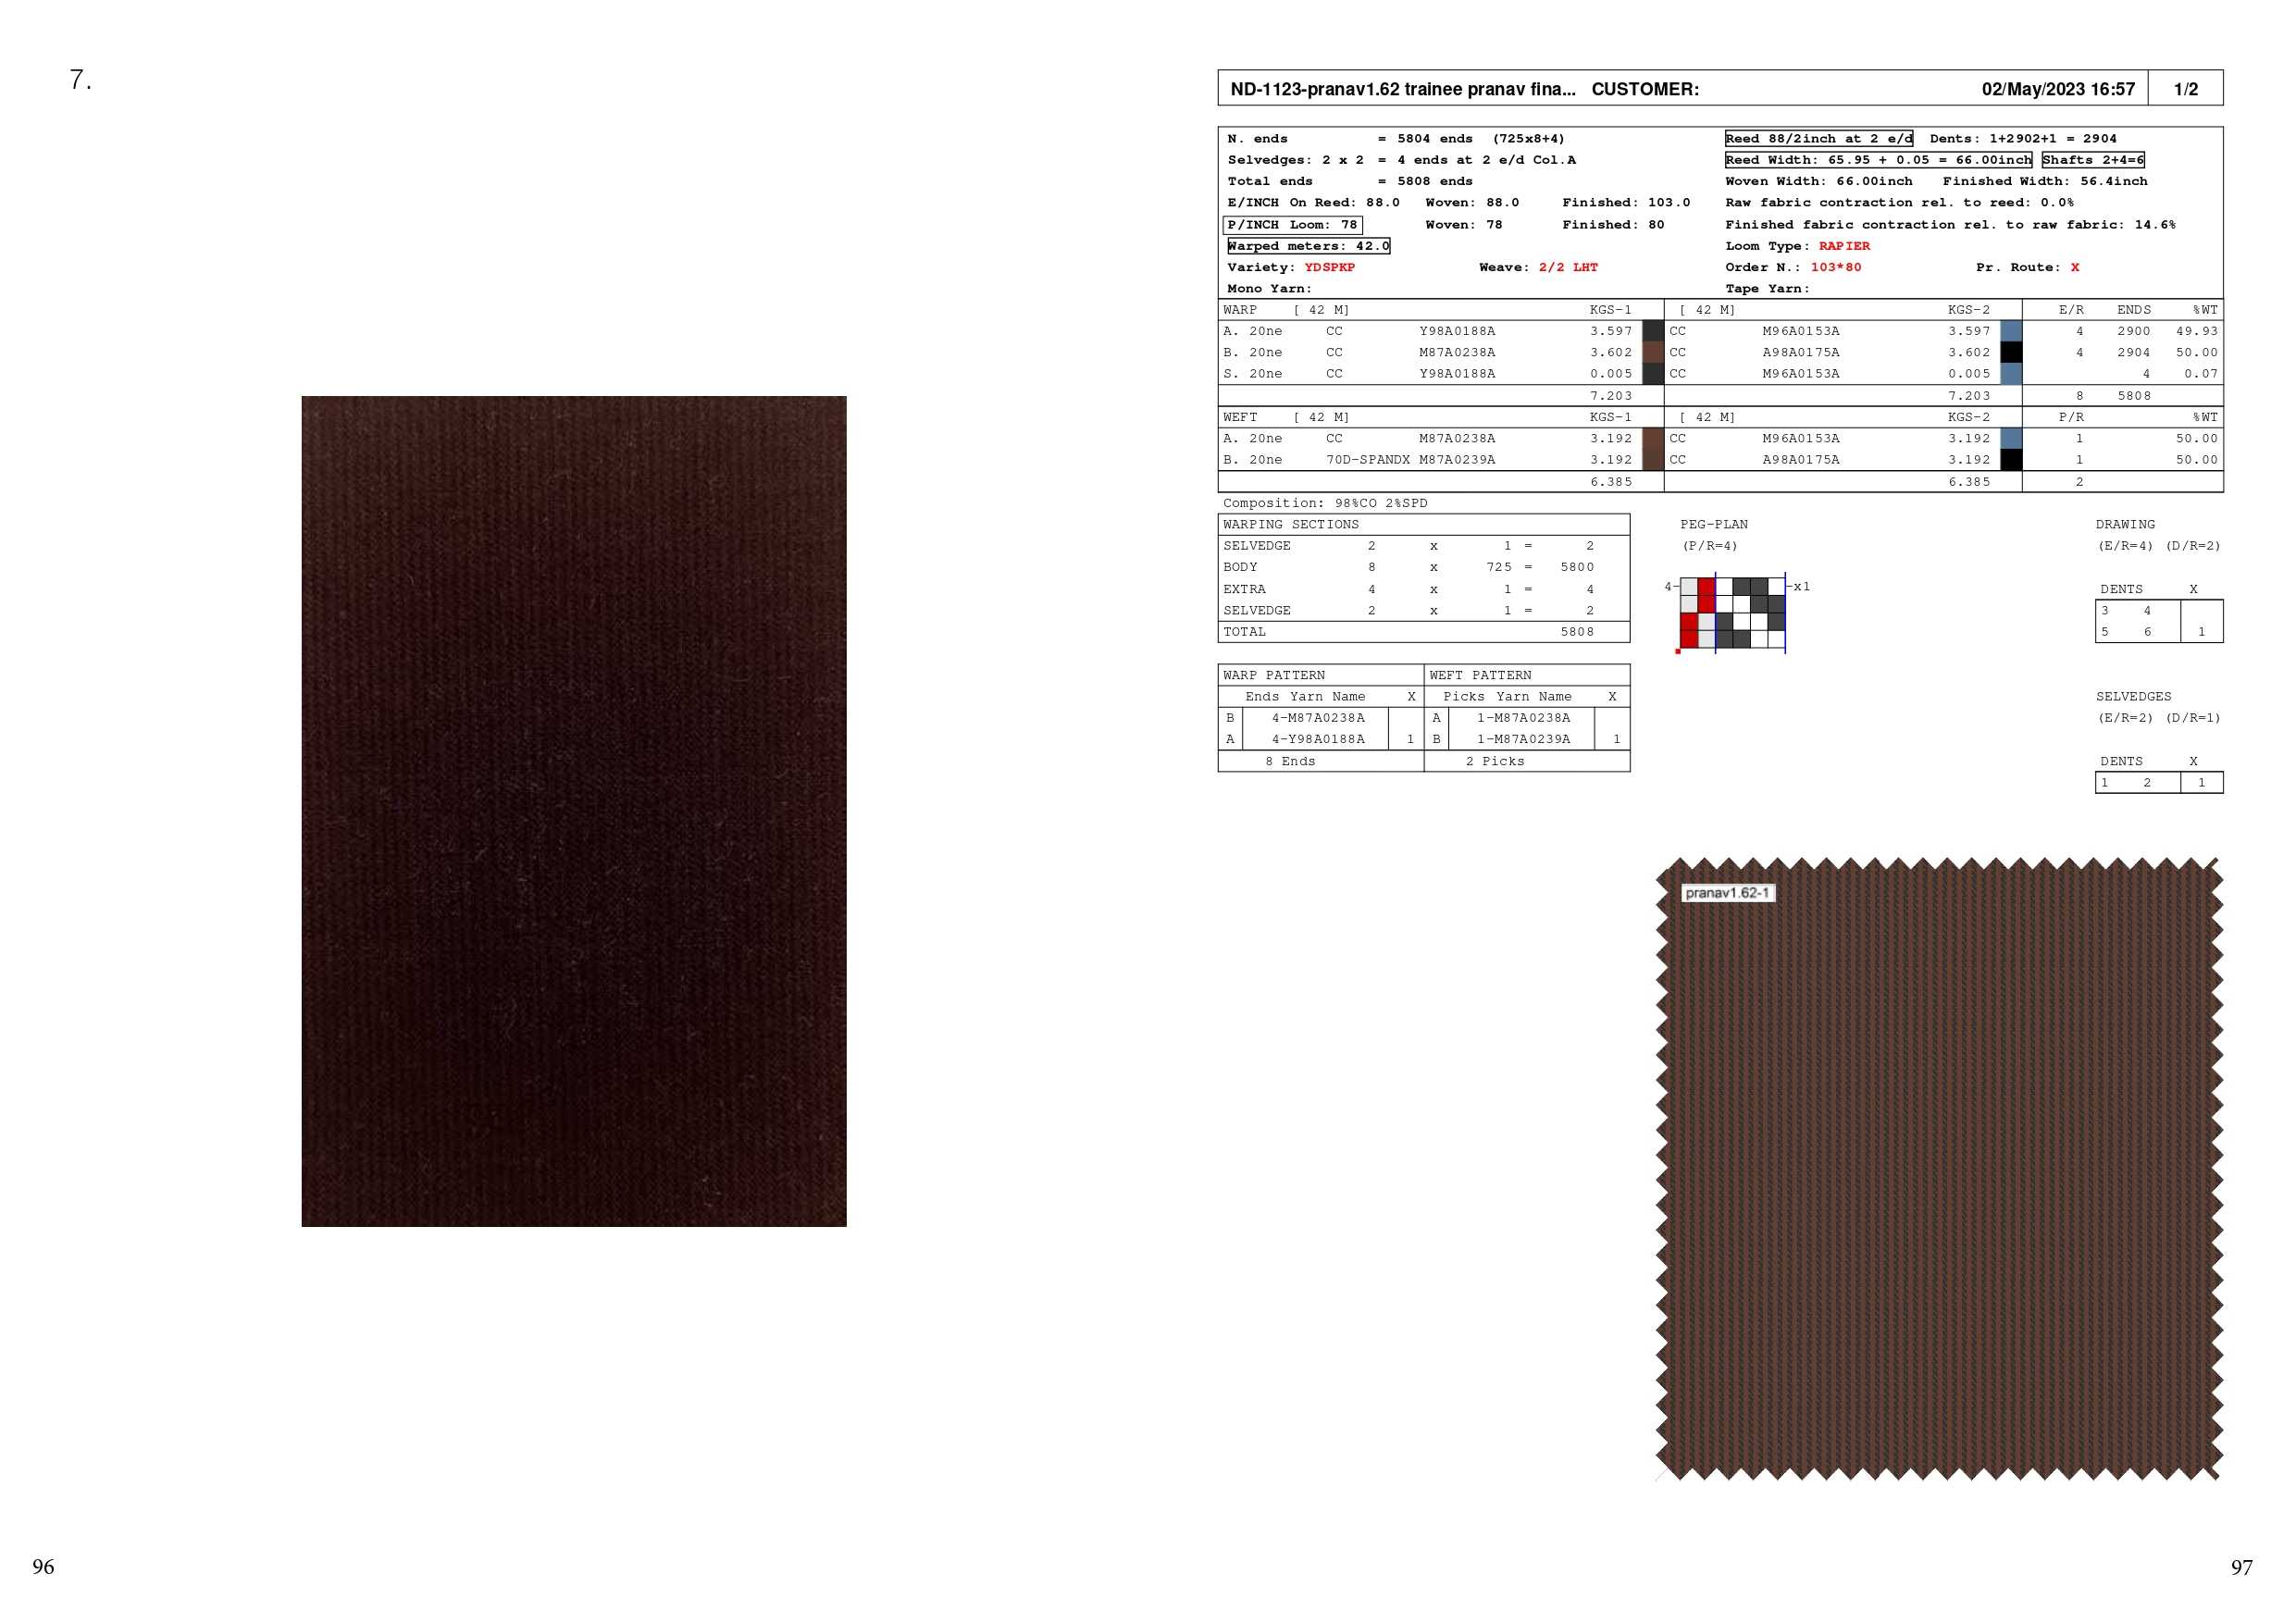 7.
ND-1123-pranav1.62 trainee pranav fina... CUSTOMER: 02/May/2023 16:57 1/2
N. ends = 5804 ends (725x8+4) Reed 88/2inch at 2 e/d Dents: 1+2902+1 = 2904
Selvedges: 2 x 2 = 4 ends at 2 e/d Col.A Reed Width: 65.95 + 0.05 = 66.00inch Shafts 2+4=6
Total ends = 5808 ends Woven Width: 66.00inch Finished Width: 56.4inch
E/INCH On Reed: 88.0 Woven: 88.0 Finished: 103.0 Raw fabric contraction rel. to reed: 0.0%
P/INCH Loom: 78 Woven: 78 Finished: 80 Finished fabric contraction rel. to raw fabric: 14.6%
Warped meters: 42.0 Loom Type: RAPIER
Variety: YDSPKP Weave: 2/2 LHT Order N.: 103*80 Pr. Route: X
Mono Yarn: Tape Yarn:
WARP [ 42 M] KGS-1 [ 42 M] KGS-2 E/R ENDS %WT
A. 20ne CC Y98A0188A 3.597 CC M96A0153A 3.597 4 2900 49.93
B. 20ne CC M87A0238A 3.602 CC A98A0175A 3.602 4 2904 50.00
S. 20ne CC Y98A0188A 0.005 CC M96A0153A 0.005 4 0.07
7.203 7.203 8 5808
WEFT [ 42 M] KGS-1 [ 42 M] KGS-2 P/R %WT
A. 20ne CC M87A0238A 3.192 CC M96A0153A 3.192 1 50.00
B. 20ne 70D-SPANDX M87A0239A 3.192 CC A98A0175A 3.192 1 50.00
6.385 6.385 2
Composition: 98%CO 2%SPD
WARPING SECTIONS
SELVEDGE 2 x 1 = 2
BODY 8 x 725 = 5800
EXTRA 4 x 1 = 4
SELVEDGE 2 x 1 = 2
TOTAL 5808
PEG-PLAN
(P/R=4)
4 x1
DRAWING
(E/R=4) (D/R=2)
DENTS X
3 4
5 6 1
WARP PATTERN WEFT PATTERN
Ends Yarn Name X Picks Yarn Name X
B 4-M87A0238A A 1-M87A0238A
A 4-Y98A0188A 1 B 1-M87A0239A 1
8 Ends 2 Picks
SELVEDGES
(E/R=2) (D/R=1)
DENTS X
1 2 1
pranav1.62-1
96
97